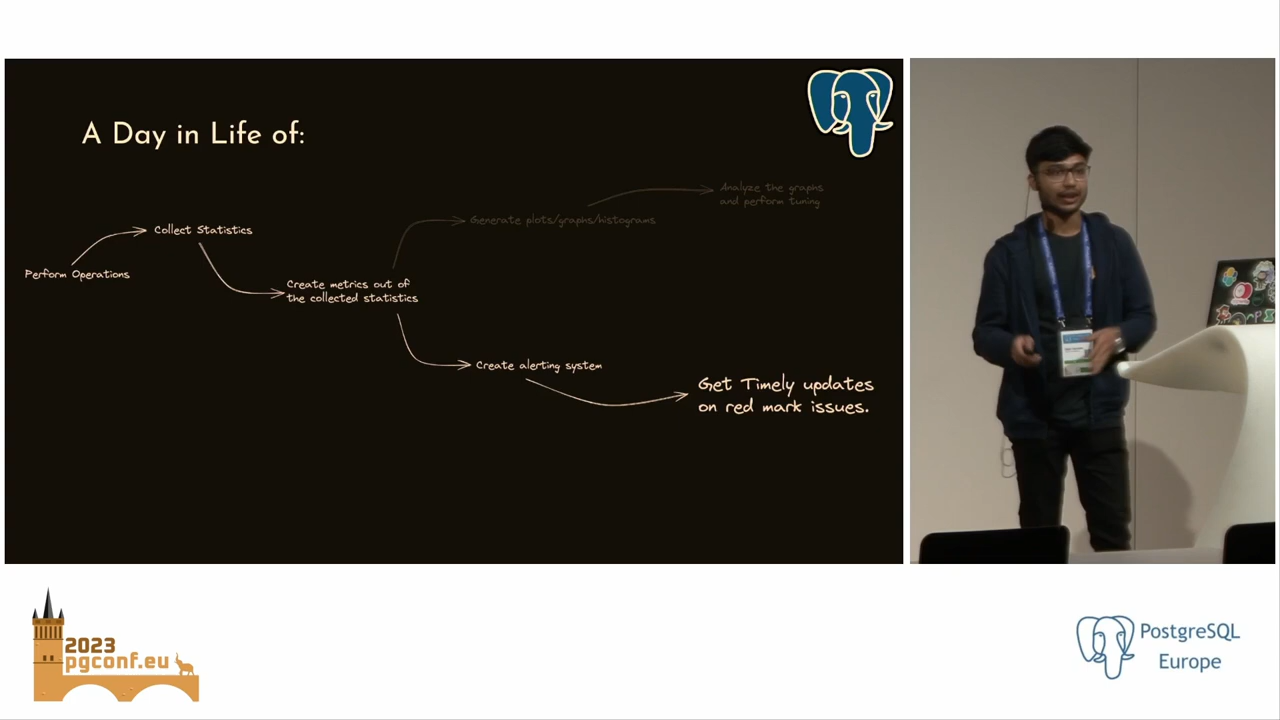 A Day in Life of:
Analyze the graphs
and perform tuning
Generate plots/graphs/histograms
Collect Statistics
Perform Operations
Create metrics out of
the collected statistics
Create alerting system
Get Timely updates
on red mark issues.
2023
pgconf.eu
PostgreSQL
Europe